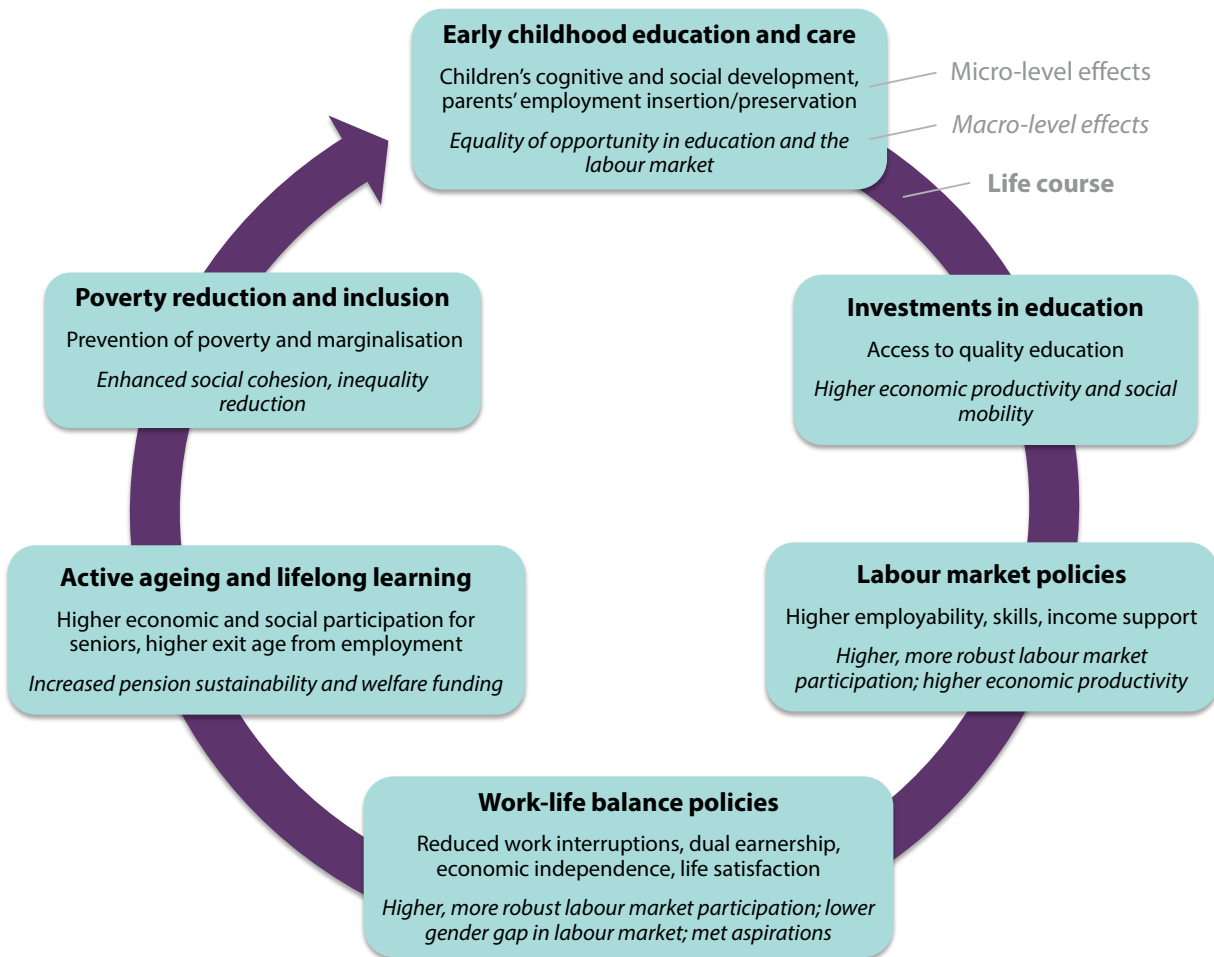 Early childhood education and care
Children’s cognitive and social development,
parents’ employment insertion/preservation
Equality of opportunity in education and the
labour market
Micro-level effects
Macro-level effects
Life course
Investments in education
Access to quality education
Higher economic productivity and social
mobility
Labour market policies
Higher employability, skills, income support
Higher, more robust labour market
participation; higher economic productivity
Work-life balance policies
Reduced work interruptions, dual earnership,
economic independence, life satisfaction
Higher, more robust labour market participation; lower
gender gap in labour market; met aspirations
Active ageing and lifelong learning
Higher economic and social participation for
seniors, higher exit age from employment
Increased pension sustainability and welfare funding
Poverty reduction and inclusion
Prevention of poverty and marginalisation
Enhanced social cohesion, inequality
reduction